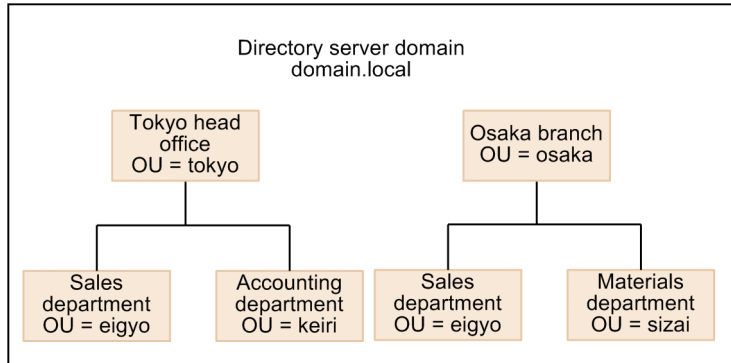 Directory server domain
domain.local
Tokyo head
office
OU = tokyo
Osaka branch
OU = osaka
Sales
department
OU = eigyo
Accounting
department
OU = keiri
Sales
department
OU = eigyo
Materials
department
OU = sizai